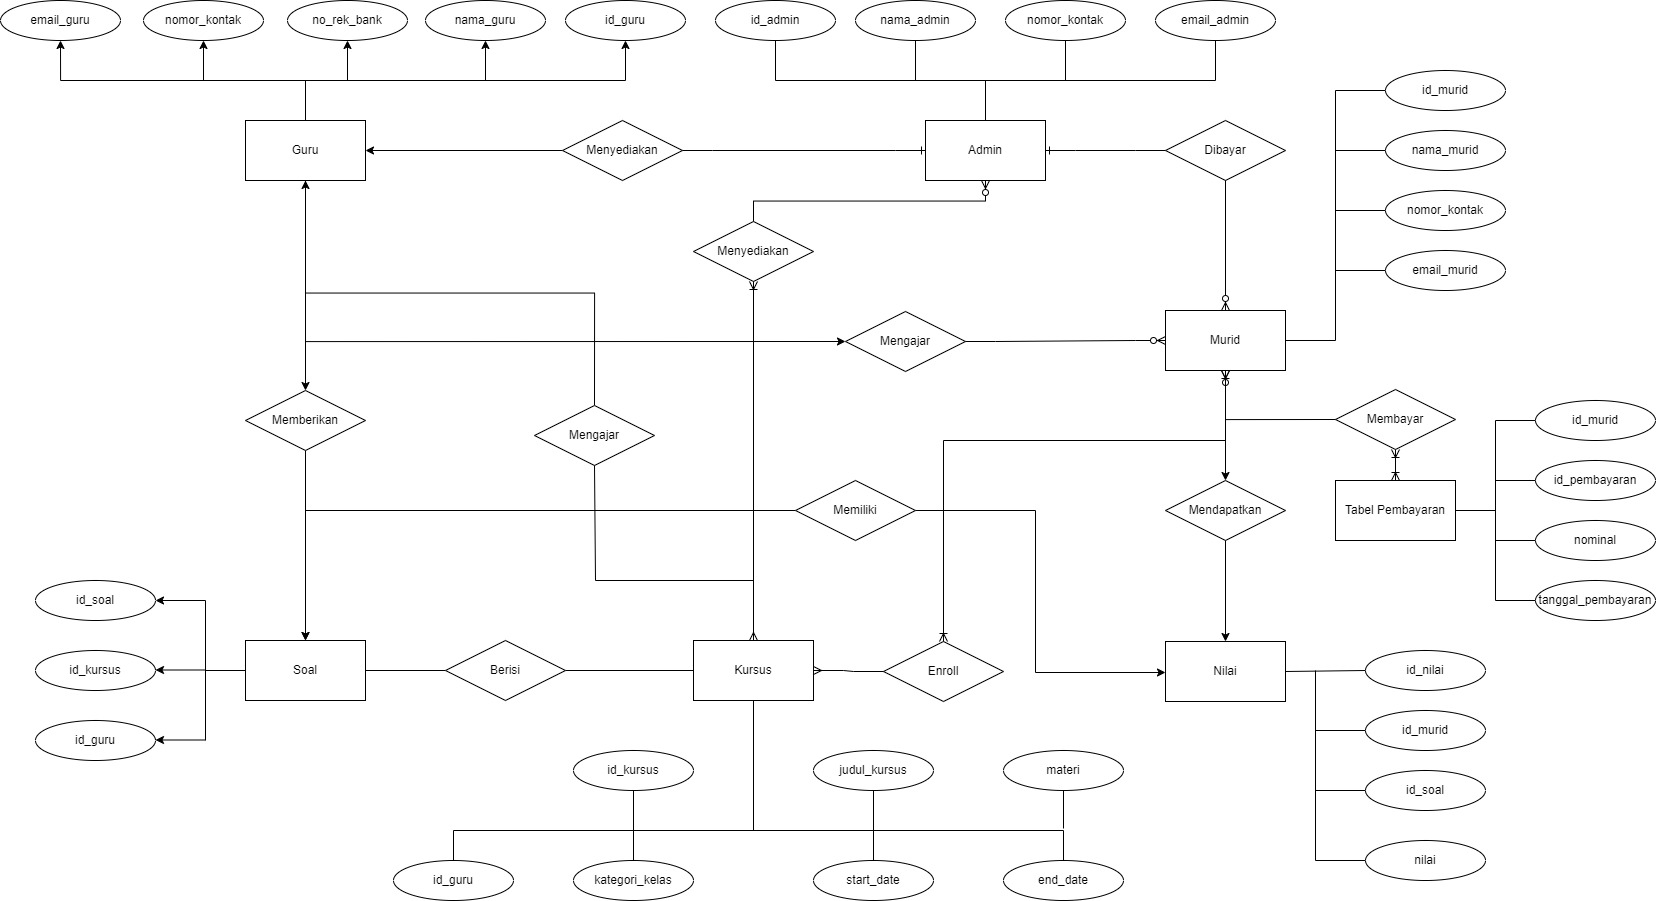 email_guru
nomor_kontak
no_rek_bank
nama_guru
id_guru
id_admin
nama_admin
nomor_kontak
email_admin
id_murid
Guru
Menyediakan
Admin
Dibayar
nama_murid
nomor_kontak
Menyediakan
email_murid
Mengajar
Murid
Memberikan
Mengajar
Membayar
id_murid
id_pembayaran
Memiliki
Mendapatkan
Tabel Pembayaran
nominal
id_soal
tanggal_pembayaran
id_kursus
Soal
Berisi
Kursus
Enroll
Nilai
id_nilai
id_guru
id_murid
id_kursus
judul_kursus
materi
id_soal
id_guru
kategori_kelas
start_date
end_date
nilai